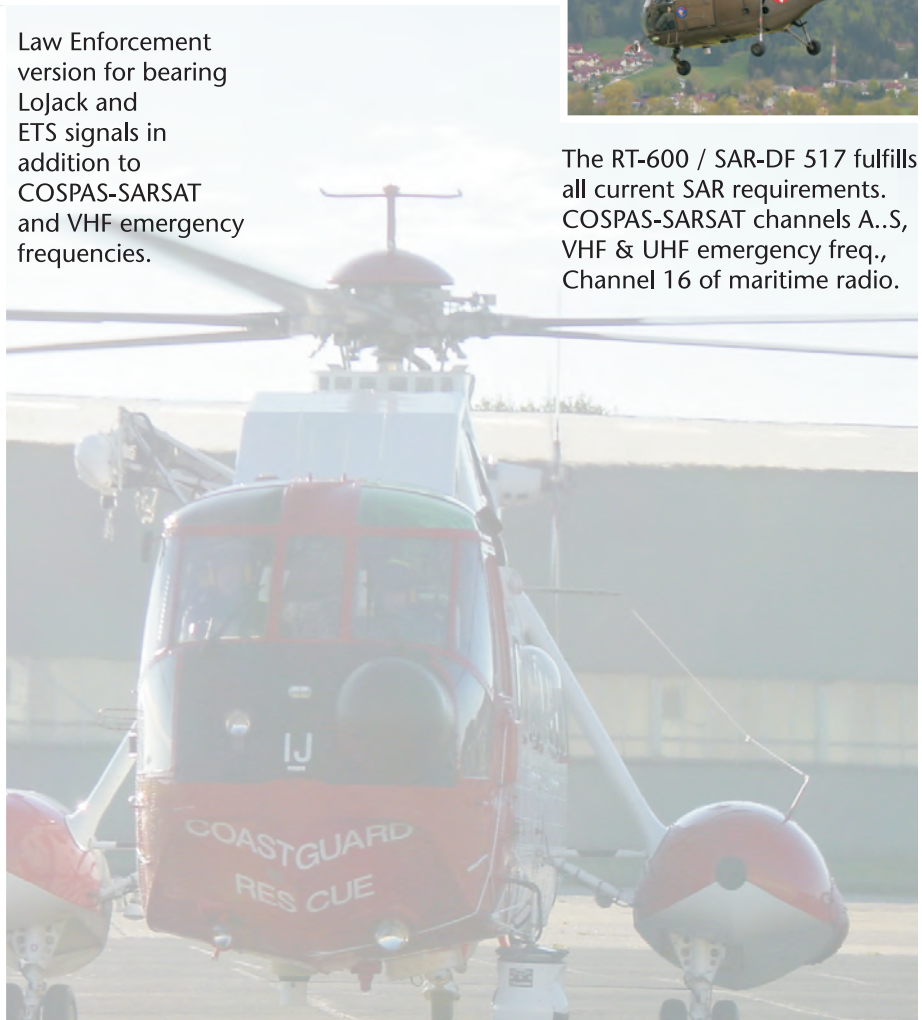 Law Enforcement
version for bearing
LoJack and
ETS signals in
addition to
COSPAS-SARSAT
and VHF emergency
frequencies.
The RT-600 / SAR-DF 517 fulfills
all current SAR requirements.
COSPAS-SARSAT channels A..S,
VHF & UHF emergency freq.,
Channel 16 of maritime radio.
IJ
COASTGUARD
RESCUE